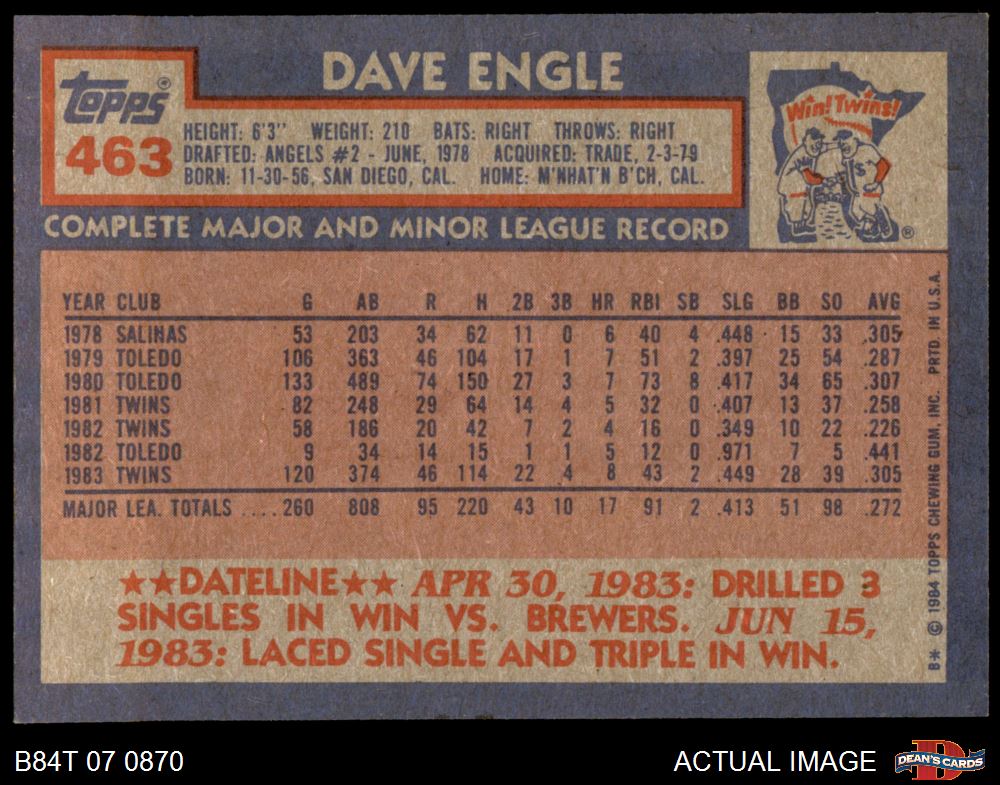 DAVE ENGLE
Topps®
463
HEIGHT: 6'3" WEIGHT: 210 BATS: RIGHT THROWS: RIGHT
DRAFTED: ANGELS #2 - JUNE, 1978 ACQUIRED: TRADE, 2-3-79
BORN: 11-30-56, SAN DIEGO, CAL. HOME: M'NHAT'N B'CH, CAL.
Win! Twins!
®
COMPLETE MAJOR AND MINOR LEAGUE RECORD
YEAR CLUB G AB R H 2B 3B HR RBI SB SLG BB SO AVG
1978 SALINAS 53 203 34 62 11 0 6 40 4 .448 15 33 .305
1979 TOLEDO 106 363 46 104 17 1 7 51 2 .397 25 54 .287
1980 TOLEDO 133 489 74 150 27 3 7 73 8 .417 34 65 .307
1981 TWINS 82 248 29 64 14 4 5 32 0 .407 13 37 .258
1982 TWINS 58 186 20 42 7 2 4 16 0 .349 10 22 .226
1982 TOLEDO 9 34 14 15 1 1 5 12 0 .971 7 5 .441
1983 TWINS 120 374 46 114 22 4 8 43 2 .449 28 39 .305
MAJOR LEA. TOTALS ....260 808 95 220 43 10 17 91 2 .413 51 98 .272
★★DATELINE★★ APR 30, 1983: DRILLED 3
SINGLES IN WIN VS. BREWERS. JUN 15,
1983: LACED SINGLE AND TRIPLE IN WIN.
B* © 1984 TOPPS CHEWING GUM, INC. PRTD. IN U.S.A.
B84T 07 0870
ACTUAL IMAGE
DEAN'S CARDS